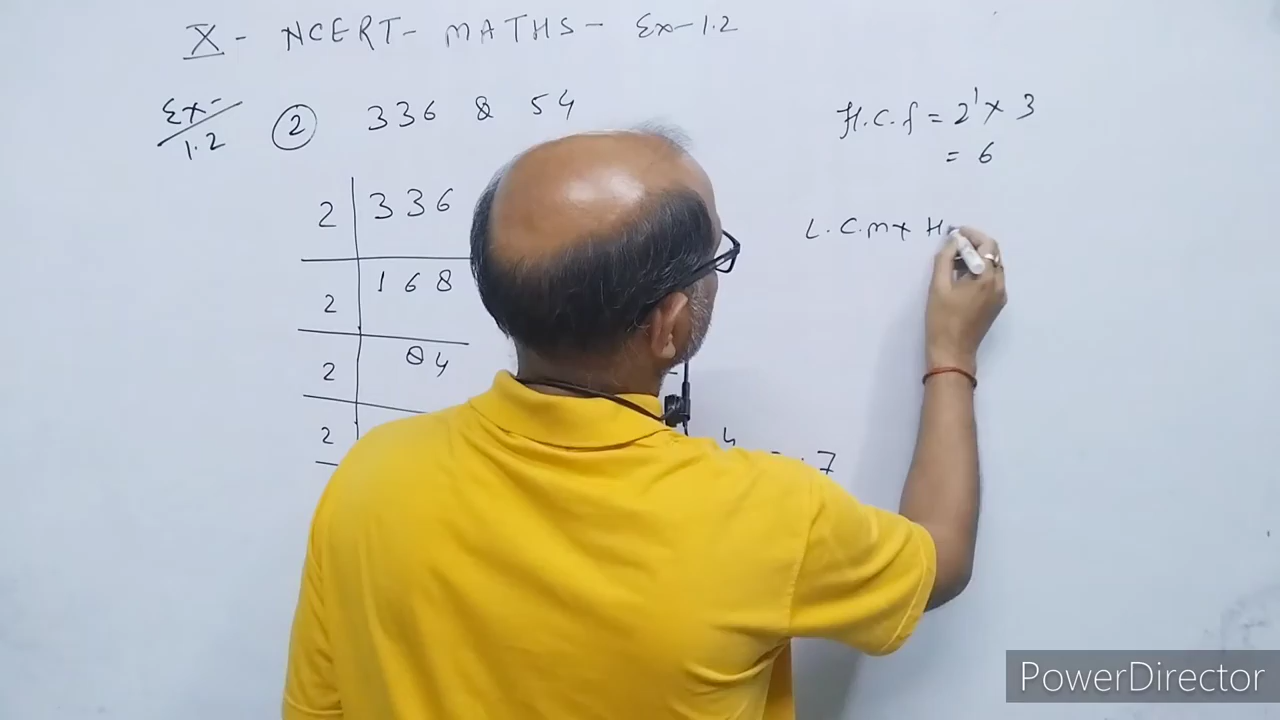 X - NCERT - MATHS - Ex-1.2
Ex-1.2 ② 336 & 54
2 336
2 168
2 84
2
H.C.f = 2¹ × 3
= 6
L.C.M × H
4
7
PowerDirector